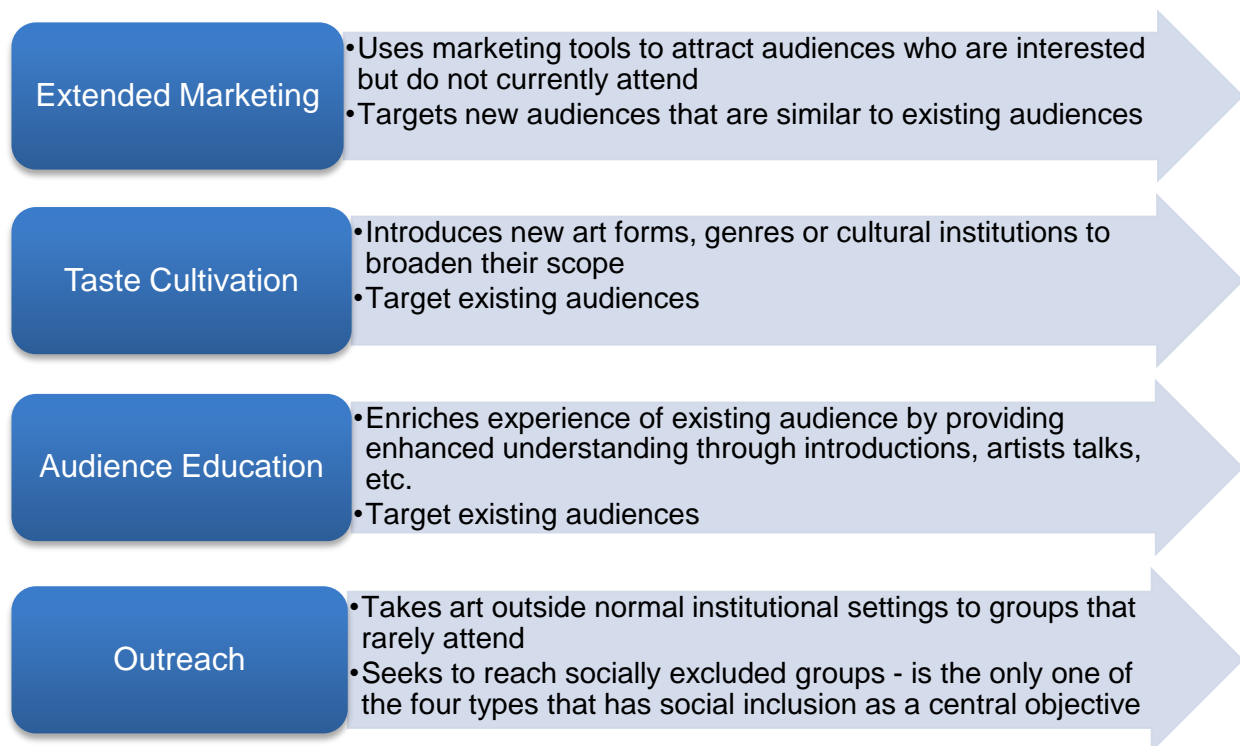 Extended Marketing
•Uses marketing tools to attract audiences who are interested
but do not currently attend
•Targets new audiences that are similar to existing audiences
Taste Cultivation
•Introduces new art forms, genres or cultural institutions to
broaden their scope
•Target existing audiences
Audience Education
•Enriches experience of existing audience by providing
enhanced understanding through introductions, artists talks,
etc.
•Target existing audiences
Outreach
•Takes art outside normal institutional settings to groups that
rarely attend
•Seeks to reach socially excluded groups - is the only one of
the four types that has social inclusion as a central objective